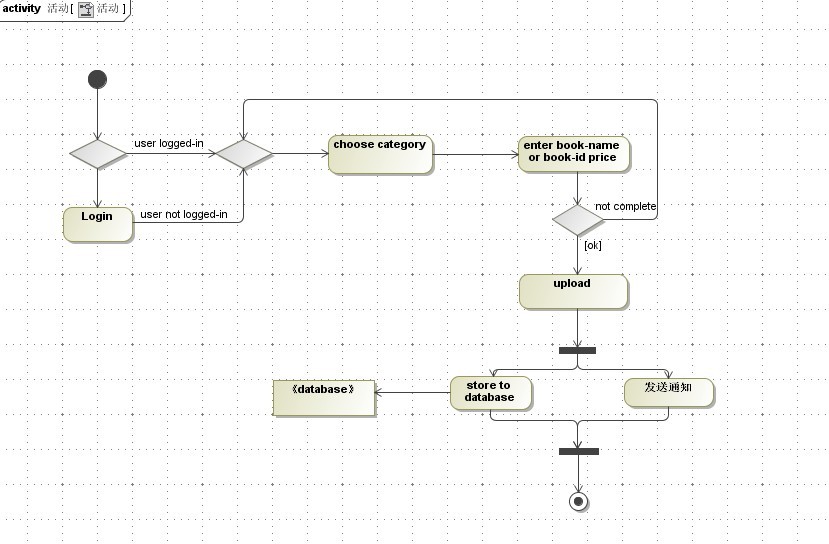 activity 活动[ 活动 ]
user logged-in
choose category
enter book-name
or book-id price
Login
user not logged-in
not complete
[ok]
upload
《database》
store to
database
发送通知